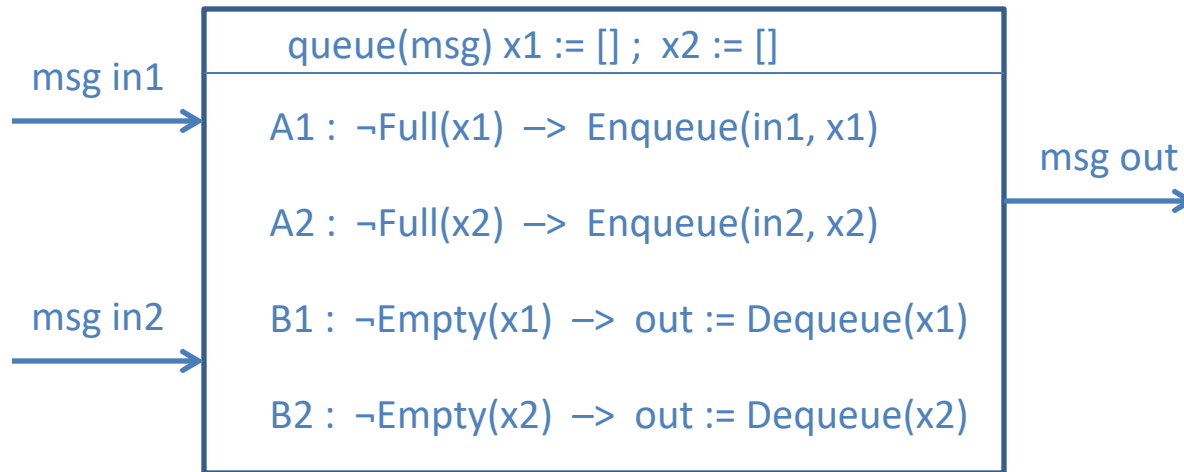 queue(msg) x1 := [] ; x2 := []
msg in1
A1 : ¬Full(x1) –> Enqueue(in1, x1)
msg out
A2 : ¬Full(x2) –> Enqueue(in2, x2)
msg in2
B1 : ¬Empty(x1) –> out := Dequeue(x1)
B2 : ¬Empty(x2) –> out := Dequeue(x2)